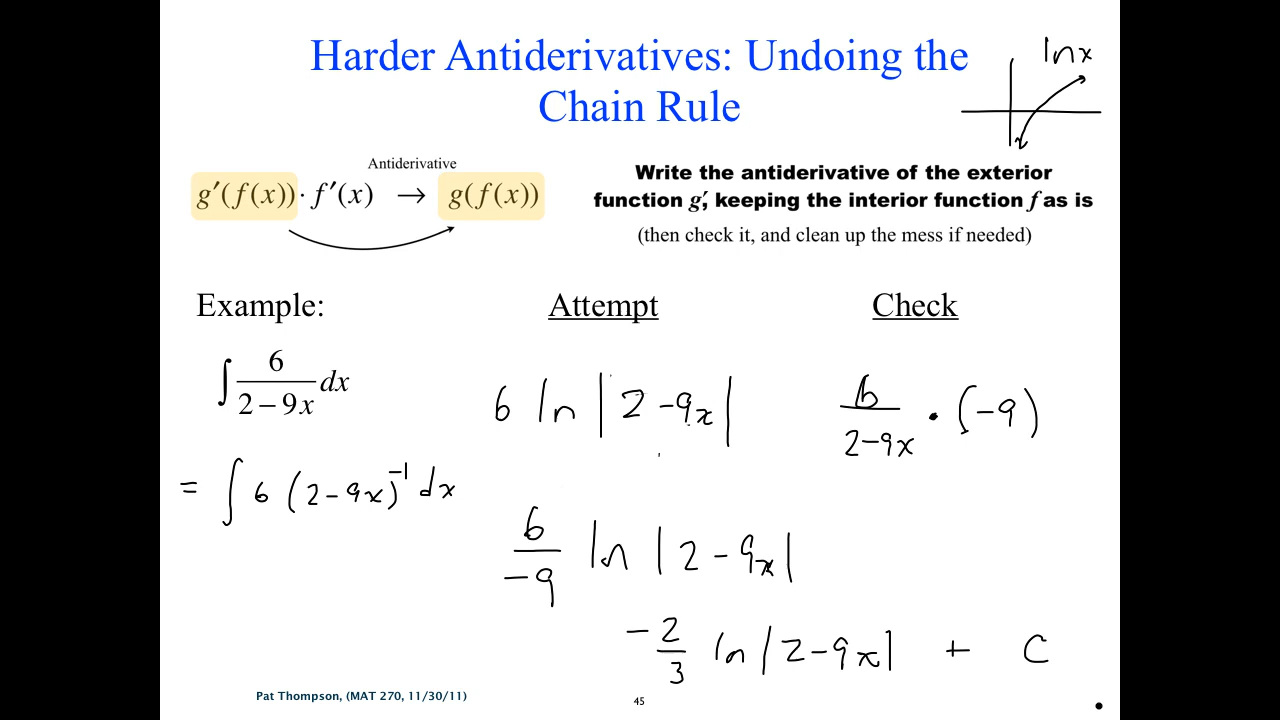 Harder Antiderivatives: Undoing the
Chain Rule
ln x
Antiderivative
g′(f(x)) · f′(x) → g(f(x))
Write the antiderivative of the exterior
function g′, keeping the interior function f as is
(then check it, and clean up the mess if needed)
Example:
Attempt
Check
∫ 6/(2 − 9x) dx
6 ln |2 − 9x|
6/(2 − 9x) · (−9)
= ∫ 6 (2 − 9x)⁻¹ dx
6/−9 ln |2 − 9x|
−2/3 ln |2 − 9x| + C
Pat Thompson, (MAT 270, 11/30/11)
45